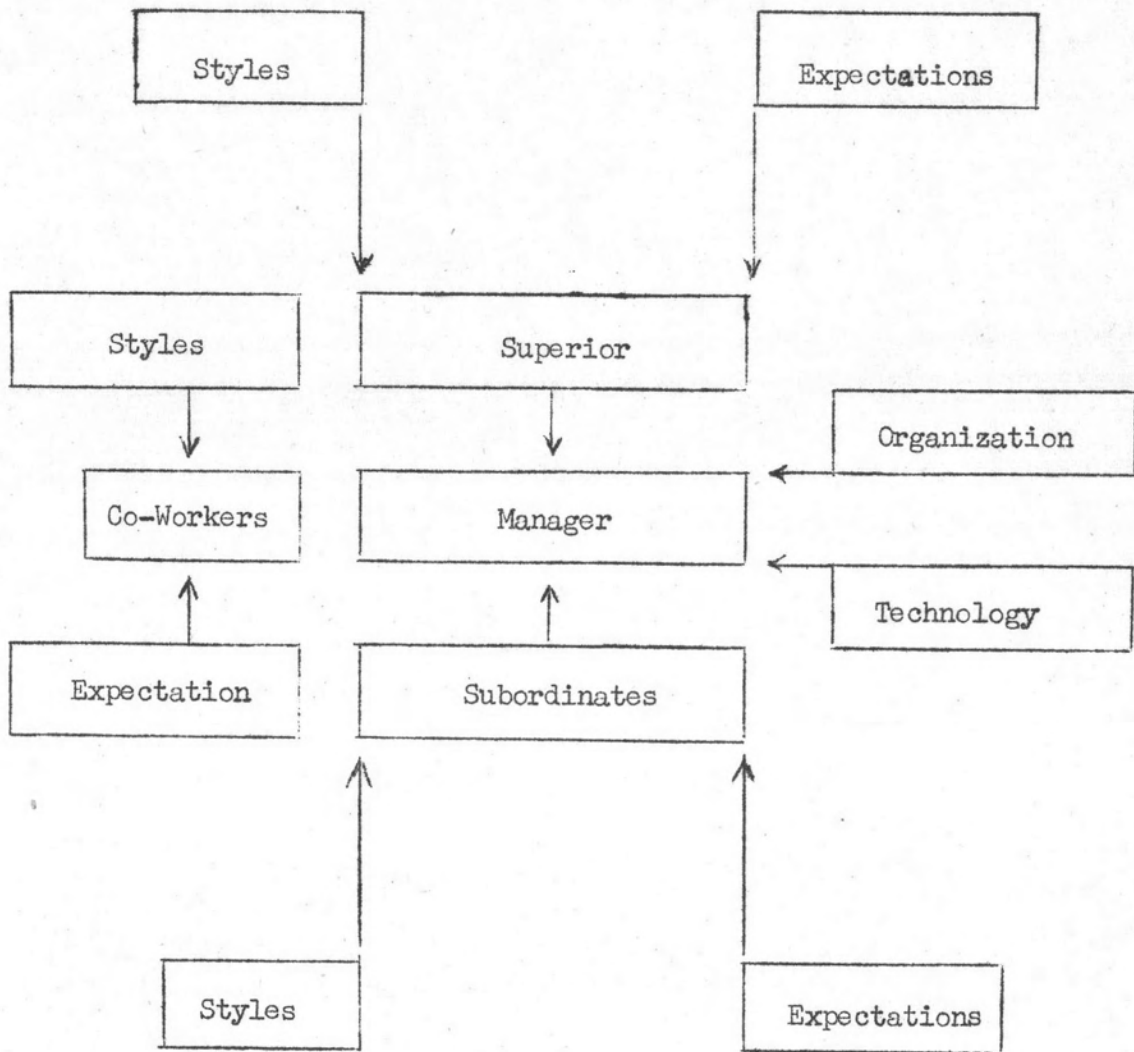 Styles
Expectations
Styles
Superior
Organization
Co-Workers
Manager
Technology
Expectation
Subordinates
Styles
Expectations